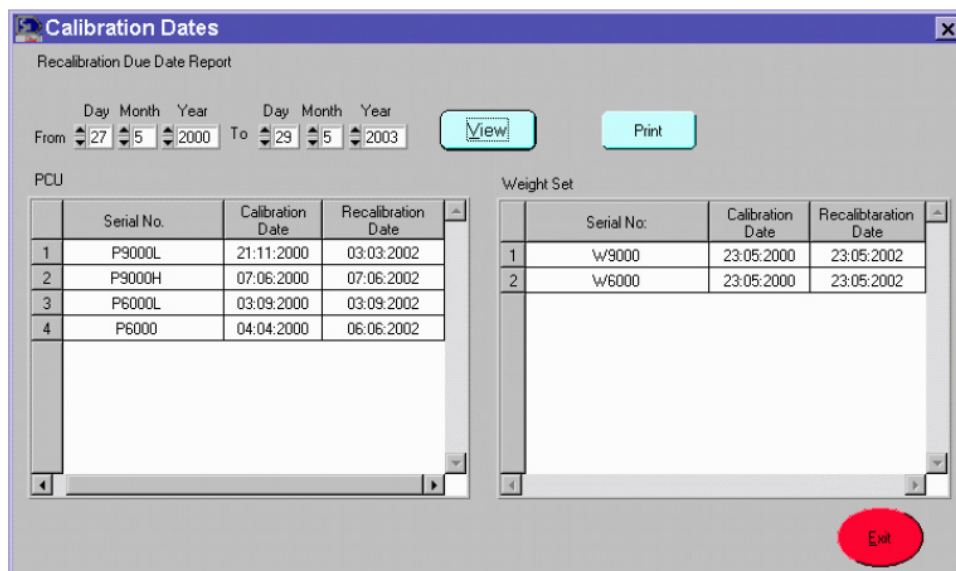 Calibration Dates
Recalibration Due Date Report
Day Month Year Day Month Year
From 27 5 2000 To 29 5 2003 View Print
PCU
Serial No. Calibration Date Recalibration Date
1 P9000L 21:11:2000 03:03:2002
2 P9000H 07:06:2000 07:06:2002
3 P6000L 03:09:2000 03:09:2002
4 P6000 04:04:2000 06:06:2002
Weight Set
Serial No: Calibration Date Recalibtaration Date
1 W9000 23:05:2000 23:05:2002
2 W6000 23:05:2000 23:05:2002
Exit